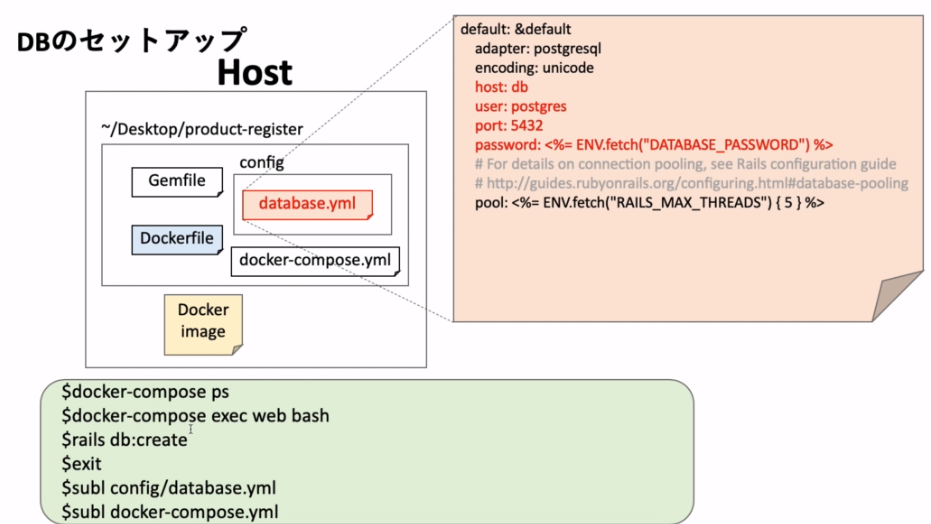 DBのセットアップ
Host
~/Desktop/product-register
config
Gemfile
database.yml
Dockerfile
docker-compose.yml
Docker
image
default: &default
adapter: postgresql
encoding: unicode
host: db
user: postgres
port: 5432
password: <%= ENV.fetch("DATABASE_PASSWORD") %>
# For details on connection pooling, see Rails configuration guide
# http://guides.rubyonrails.org/configuring.html#database-pooling
pool: <%= ENV.fetch("RAILS_MAX_THREADS") { 5 } %>
$docker-compose ps
$docker-compose exec web bash
$rails db:create
$exit
$subl config/database.yml
$subl docker-compose.yml